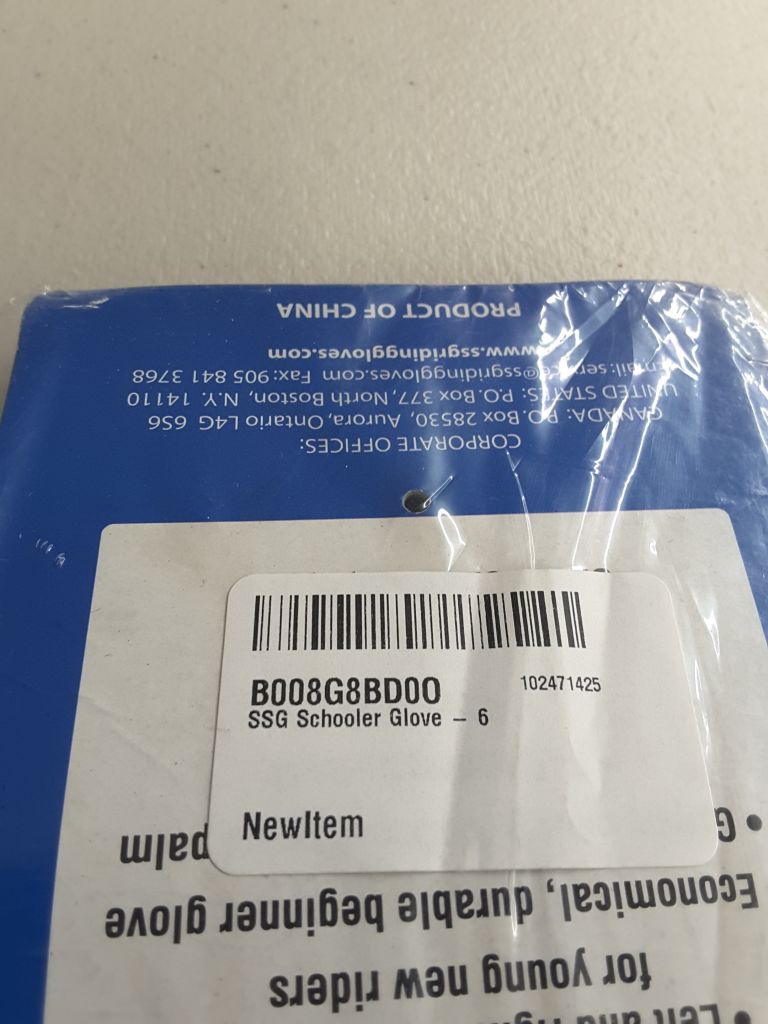 PRODUCT OF CHINA
www.ssgridinggloves.com
Email: service@ssgridinggloves.com Fax: 905 841 3768
UNITED STATES: P.O. Box 377, North Boston, N.Y. 14110
CANADA: P.O. Box 28530, Aurora, Ontario L4G 6S6
CORPORATE OFFICES:
B008G8BD0O 102471425
SSG Schooler Glove – 6
NewItem
• G palm
Economical, durable beginner glove
for young new riders
• Left and